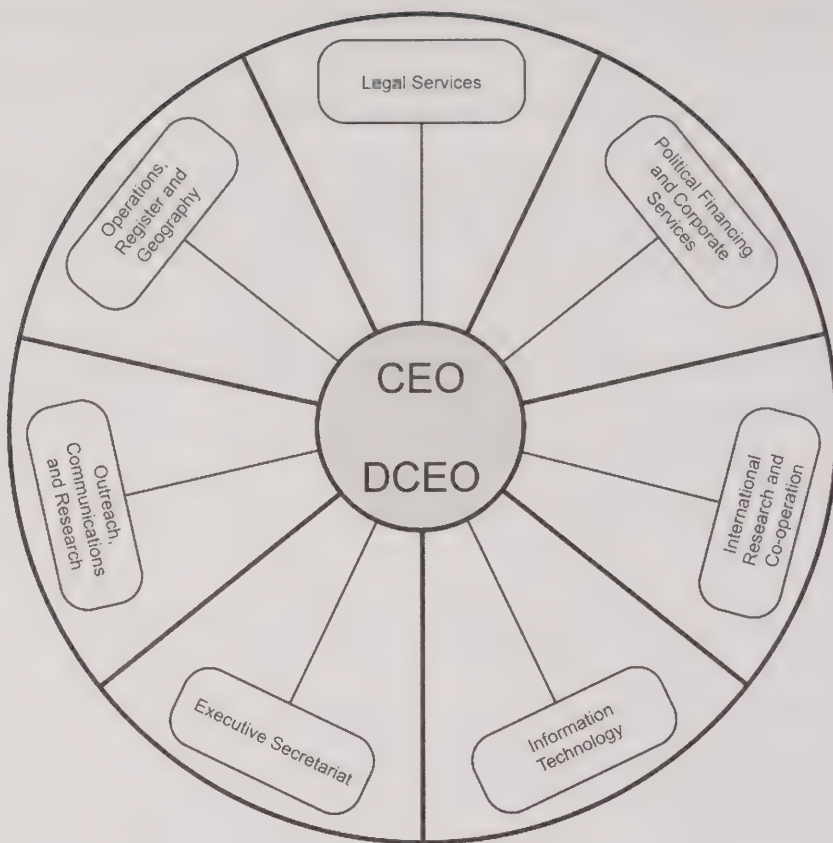 Legal Services
Political Financing
and Corporate
Services
International
Research and
Co-operation
Information
Technology
Executive Secretariat
Outreach,
Communications
and Research
Operations,
Register and
Geography
CEO
DCEO